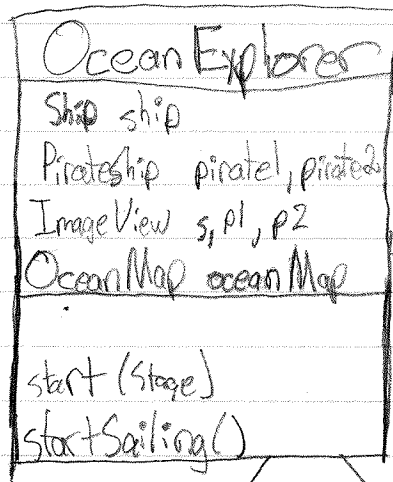 OceanExplorer
Ship ship
Pirateship pirate1, pirate2
ImageView s, p1, p2
OceanMap oceanMap
start (Stage)
startSailing()